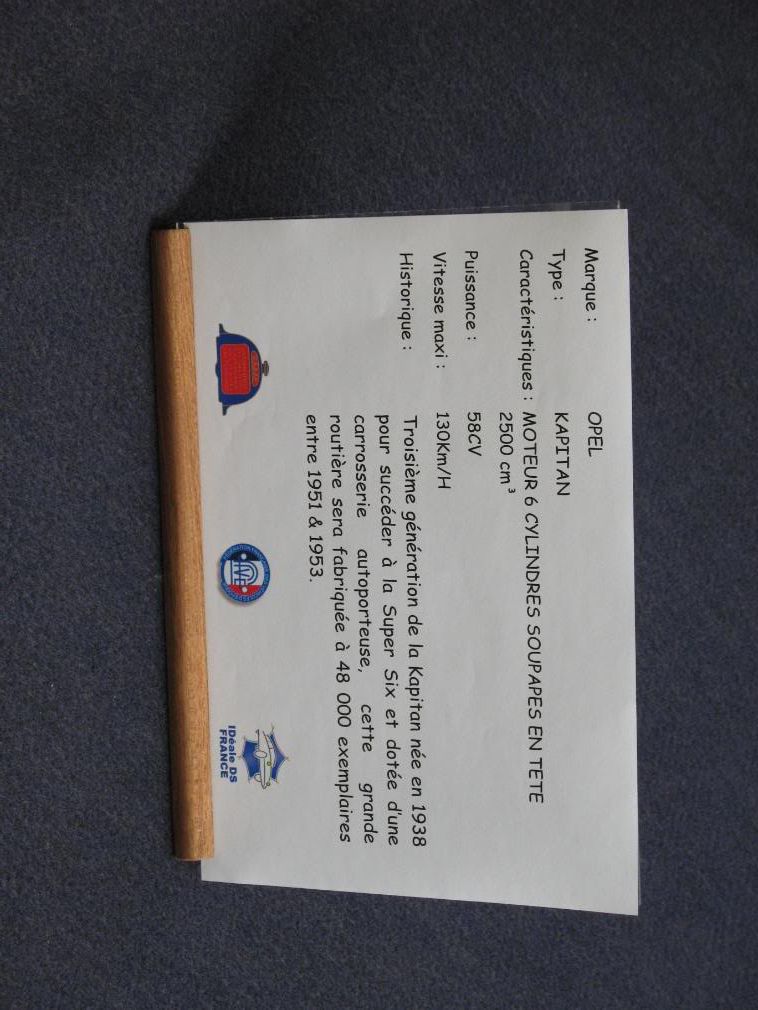 Marque : OPEL
Type : KAPITAN
Caractéristiques : MOTEUR 6 CYLINDRES SOUPAPES EN TETE
2500 cm³
Puissance : 58CV
Vitesse maxi : 130Km/H
Historique : Troisième génération de la Kapitan née en 1938
pour succéder à la Super Six et dotée d'une
carrosserie autoporteuse, cette grande
routière sera fabriquée à 48 000 exemplaires
entre 1951 & 1953.
FFVE
IDéale DS
FRANCE